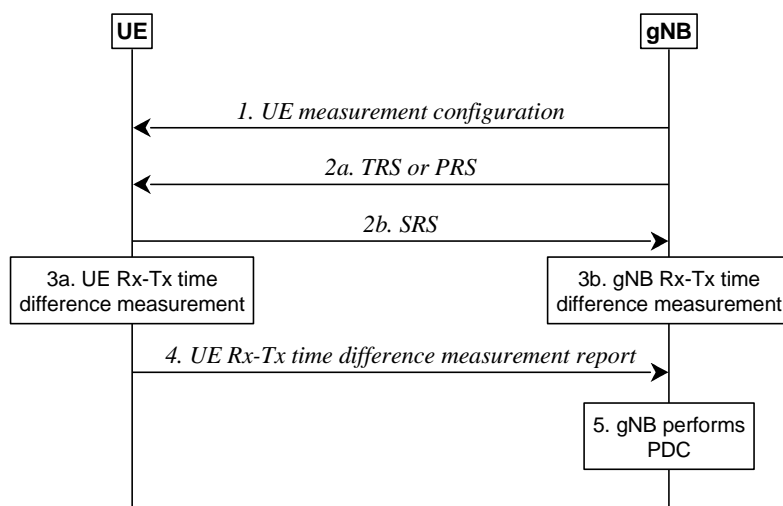 UE
gNB
1. UE measurement configuration
2a. TRS or PRS
2b. SRS
3a. UE Rx-Tx time
difference measurement
3b. gNB Rx-Tx time
difference measurement
4. UE Rx-Tx time difference measurement report
5. gNB performs
PDC